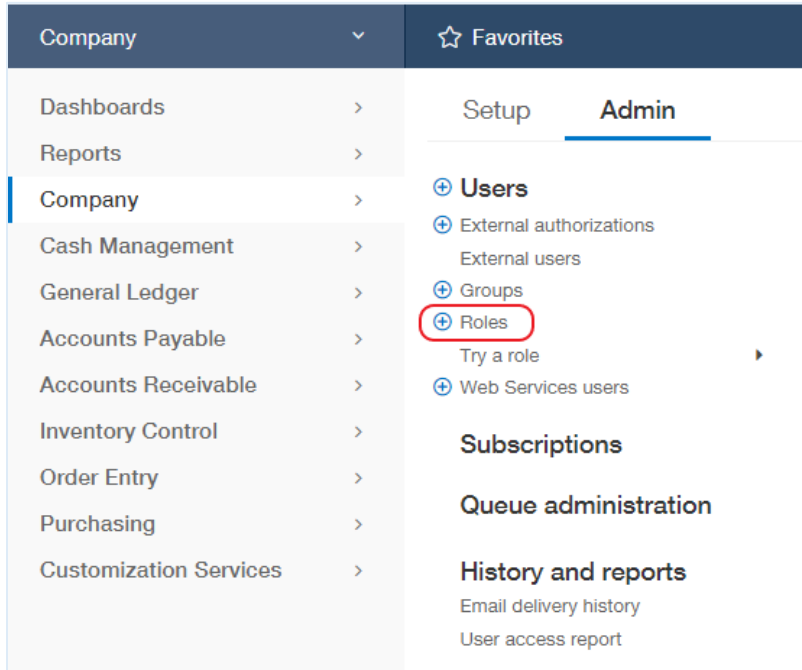 Company
Favorites
Dashboards
Reports
Company
Cash Management
General Ledger
Accounts Payable
Accounts Receivable
Inventory Control
Order Entry
Purchasing
Customization Services
Setup Admin
Users
External authorizations
External users
Groups
Roles
Try a role
Web Services users
Subscriptions
Queue administration
History and reports
Email delivery history
User access report